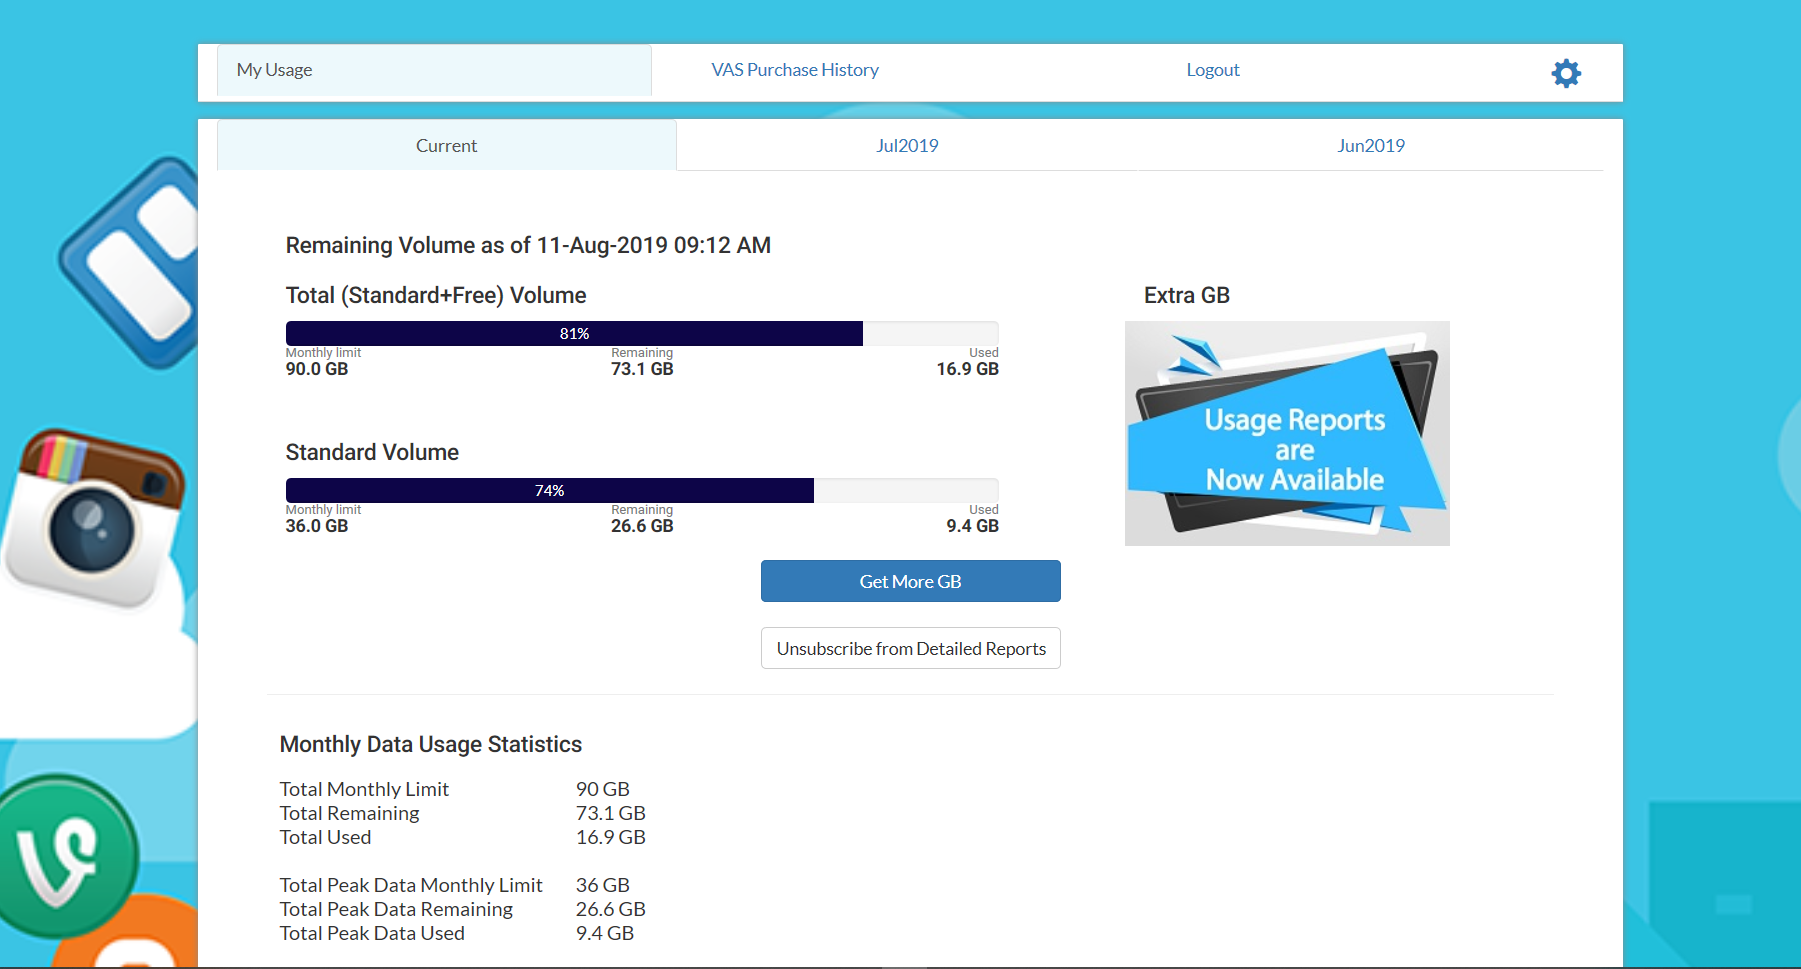 My Usage
VAS Purchase History
Logout
Current
Jul2019
Jun2019
Remaining Volume as of 11-Aug-2019 09:12 AM
Total (Standard+Free) Volume
81%
Monthly limit
Remaining
Used
90.0 GB
73.1 GB
16.9 GB
Extra GB
Usage Reports
are
Now Available
Standard Volume
74%
Monthly limit
Remaining
Used
36.0 GB
26.6 GB
9.4 GB
Get More GB
Unsubscribe from Detailed Reports
Monthly Data Usage Statistics
Total Monthly Limit 90 GB
Total Remaining 73.1 GB
Total Used 16.9 GB
Total Peak Data Monthly Limit 36 GB
Total Peak Data Remaining 26.6 GB
Total Peak Data Used 9.4 GB